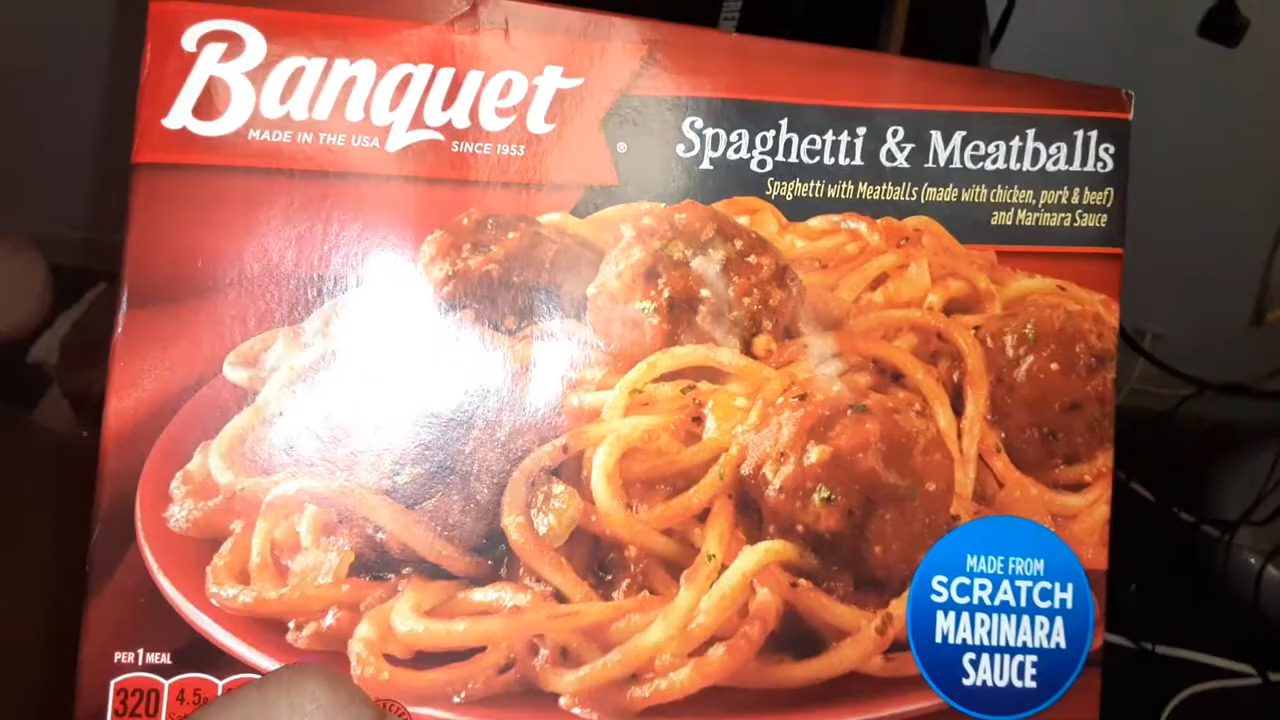 Banquet
MADE IN THE USA
SINCE 1953
®
Spaghetti & Meatballs
Spaghetti with Meatballs (made with chicken, pork & beef)
and Marinara Sauce
MADE FROM
SCRATCH
MARINARA
SAUCE
PER 1 MEAL
320
4.5g